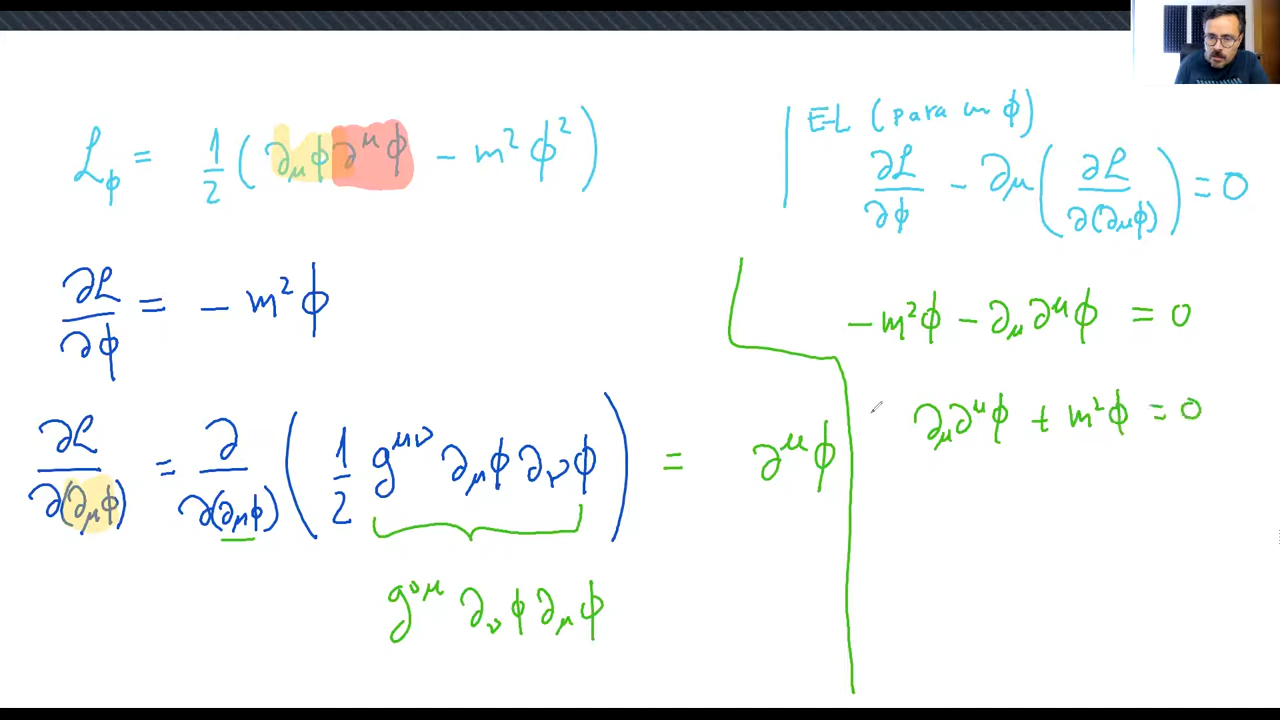 ℒ_ϕ = 1/2 (∂_μϕ ∂^μϕ − m²ϕ²)
E-L (para un ϕ)
∂ℒ/∂ϕ − ∂_μ(∂ℒ/∂(∂_μϕ)) = 0
∂ℒ/∂ϕ = − m²ϕ
− m²ϕ − ∂_μ∂^μϕ = 0
∂_μ∂^μϕ + m²ϕ = 0
∂ℒ/∂(∂_μϕ) = ∂/∂(∂_μϕ) (1/2 g^{μν} ∂_μϕ ∂_νϕ) = ∂^μϕ
g^{νμ} ∂_νϕ ∂_μϕ